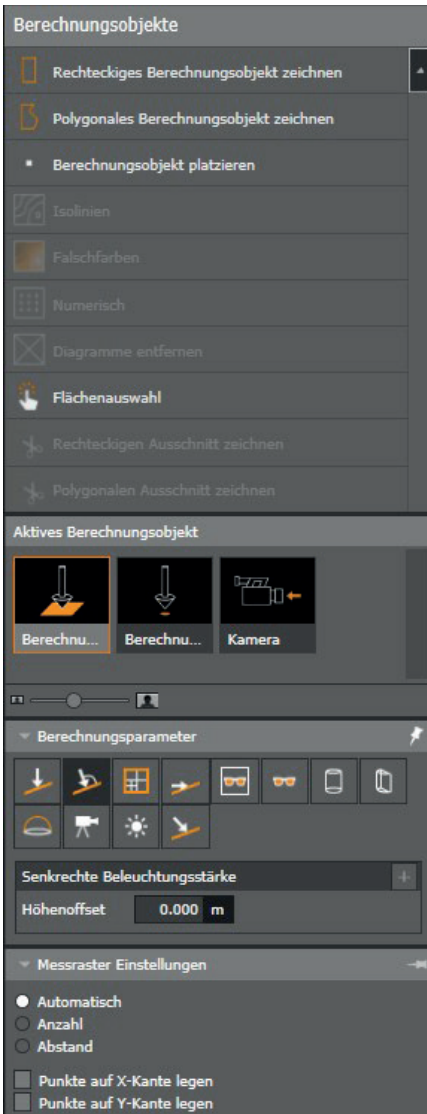 Berechnungsobjekte
Rechteckiges Berechnungsobjekt zeichnen
Polygonales Berechnungsobjekt zeichnen
Berechnungsobjekt platzieren
Isolinien
Falschfarben
Numerisch
Diagramme entfernen
Flächenauswahl
Rechteckigen Ausschnitt zeichnen
Polygonalen Ausschnitt zeichnen
Aktives Berechnungsobjekt
Berechnu... Berechnu... Kamera
Berechnungsparameter
Senkrechte Beleuchtungsstärke
Höhenoffset 0.000 m
Messraster Einstellungen
Automatisch
Anzahl
Abstand
Punkte auf X-Kante legen
Punkte auf Y-Kante legen